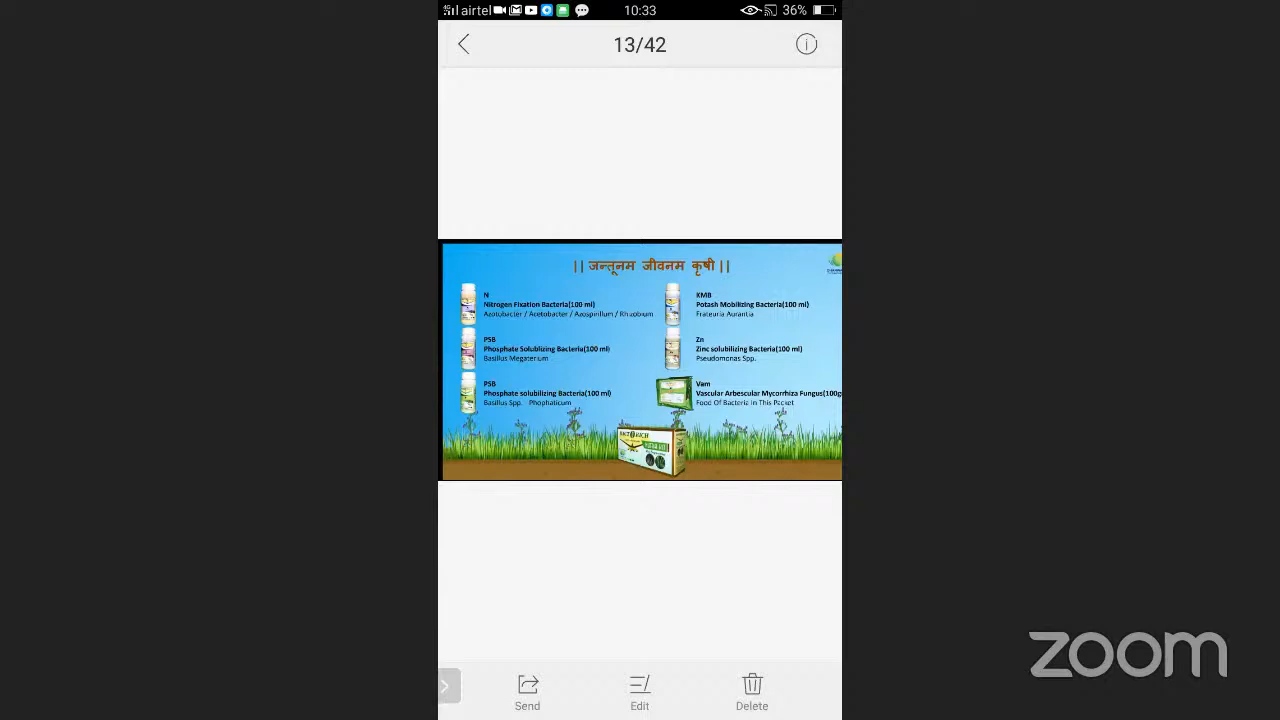 airtel 10:33 36%
13/42
|| जन्तूनम जीवनम कृषी ||
N
Nitrogen Fixation Bacteria(100 ml)
Azotubacter / Acetobacter / Azospirillum / Rhizobium
PSB
Phosphate Solublizing Bacteria(100 ml)
Basillus Megaterium
PSB
Phosphate solubilizing Bacteria(100 ml)
Basillus Spp. - Phophaticum
KMB
Potash Mobilizing Bacteria(100 ml)
Frateuria Aurantia
Zn
Zinc solubilizing Bacteria(100 ml)
Pseudomonas Spp.
Vam
Vascular Arbescular Mycorrhiza Fungus(100g
Food Of Bacteria In This Packet
Send Edit Delete
zoom